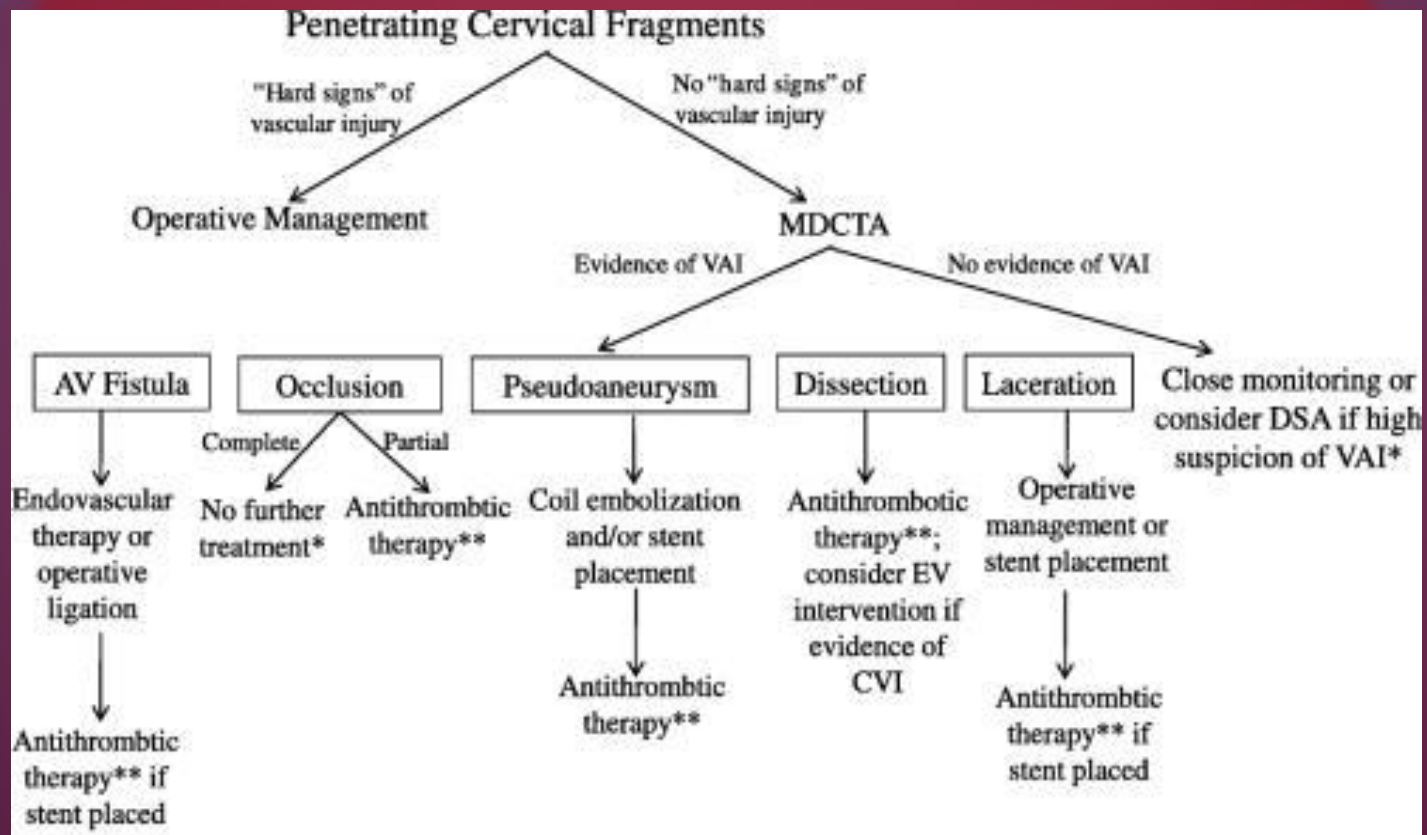 Penetrating Cervical Fragments
"Hard signs" of
vascular injury
No "hard signs" of
vascular injury
Operative Management
MDCTA
Evidence of VAI
No evidence of VAI
AV Fistula
Occlusion
Pseudoaneurysm
Dissection
Laceration
Close monitoring or
consider DSA if high
suspicion of VAI*
Complete
Partial
Endovascular
therapy or
operative
ligation
No further
treatment*
Antithrombtic
therapy**
Coil embolization
and/or stent
placement
Antithrombotic
therapy**;
consider EV
intervention if
evidence of
CVI
Operative
management or
stent placement
Antithrombtic
therapy** if
stent placed
Antithrombtic
therapy**
Antithrombtic
therapy** if
stent placed